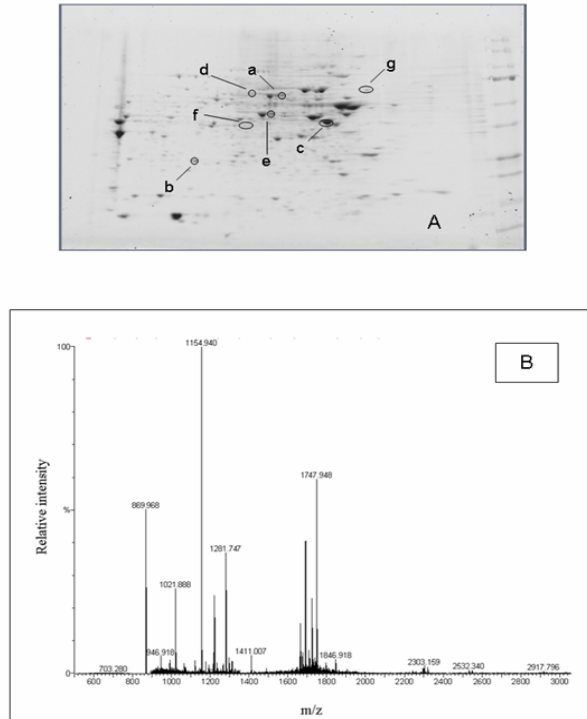 d
a
g
f
b
e
c
A
B
100
%
0
Relative intensity
1154.940
1747.948
869.968
1281.747
1021.888
946.918
1411.007
1846.918
703.280
2303.159
2532.340
2917.796
600 800 1000 1200 1400 1600 1800 2000 2200 2400 2600 2800 3000
m/z